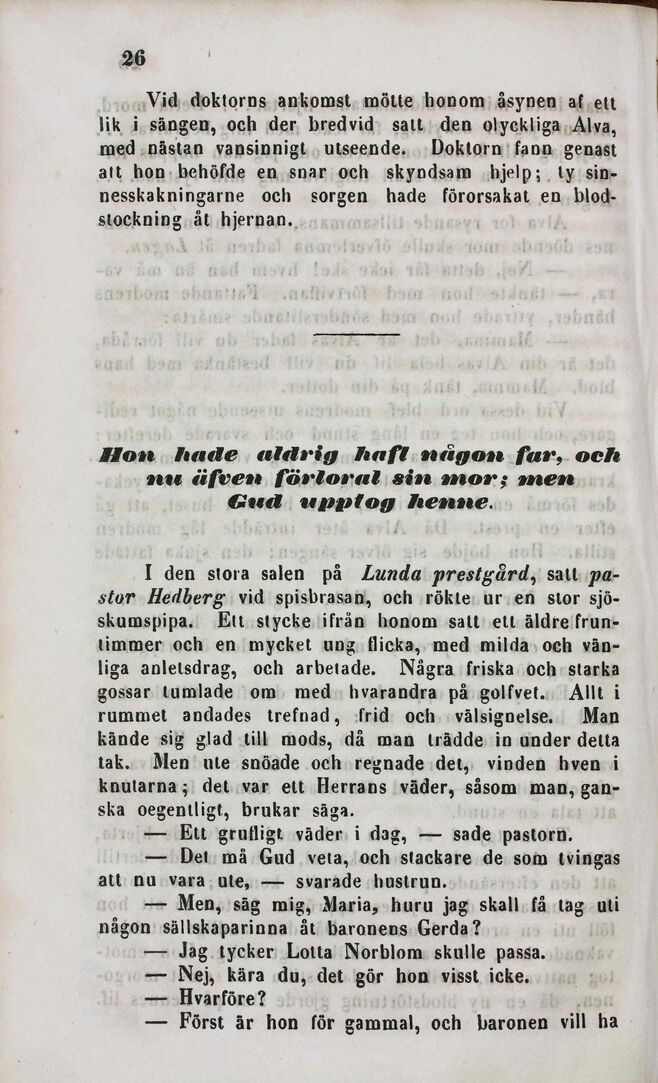 26
Vid doktorns ankomst mötte honom åsynen af ett
lik i sängen, och der bredvid satt den olyckliga Alva,
med nästan vansinnigt utseende. Doktorn fann genast
att hon behöfde en snar och skyndsam hjelp; ty sin-
nesskakningarne och sorgen hade förorsakat en blod-
stockning åt hjernan.
Hon hade aldrig haft någon far, och
nu äfven förlorat sin mor; men
Gud upptog henne.
I den stora salen på Lunda prestgård, satt pa-
stor Hedberg vid spisbrasan, och rökte ur en stor sjö-
skumspipa. Ett stycke ifrån honom satt ett äldre frun-
timmer och en mycket ung flicka, med milda och vän-
liga anletsdrag, och arbetade. Några friska och starka
gossar tumlade om med hvarandra på golfvet. Allt i
rummet andades trefnad, frid och välsignelse. Man
kände sig glad till mods, då man trädde in under detta
tak. Men ute snöade och regnade det, vinden hven i
knutarna; det var ett Herrans väder, såsom man, gan-
ska oegentligt, brukar säga.
— Ett grufligt väder i dag, — sade pastorn.
— Det må Gud veta, och stackare de som tvingas
att nu vara ute, — svarade hustrun.
— Men, säg mig, Maria, huru jag skall få tag uti
någon sällskaparinna åt baronens Gerda?
— Jag tycker Lotta Norblom skulle passa.
— Nej, kära du, det gör hon visst icke.
— Hvarföre?
— Först är hon för gammal, och baronen vill ha